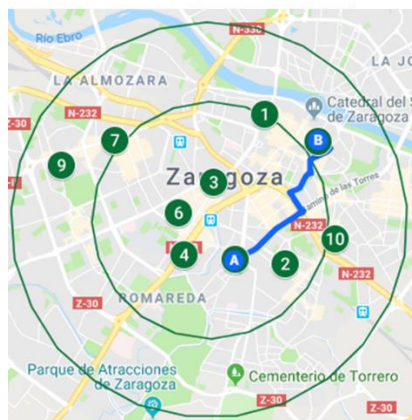 N-330
Río Ebro
LA JO
LA ALMOZARA
N-232
Catedral del S
de Zaragoza
Z-30
1
7
B
9
3
Zaragoza
Camino de las Torres
6
N-232
10
4
A
2
N-232
Z-30
ROMAREDA
Z-30
Parque de Atracciones
de Zaragoza
Cementerio de Torrero
Z-30
Z-30